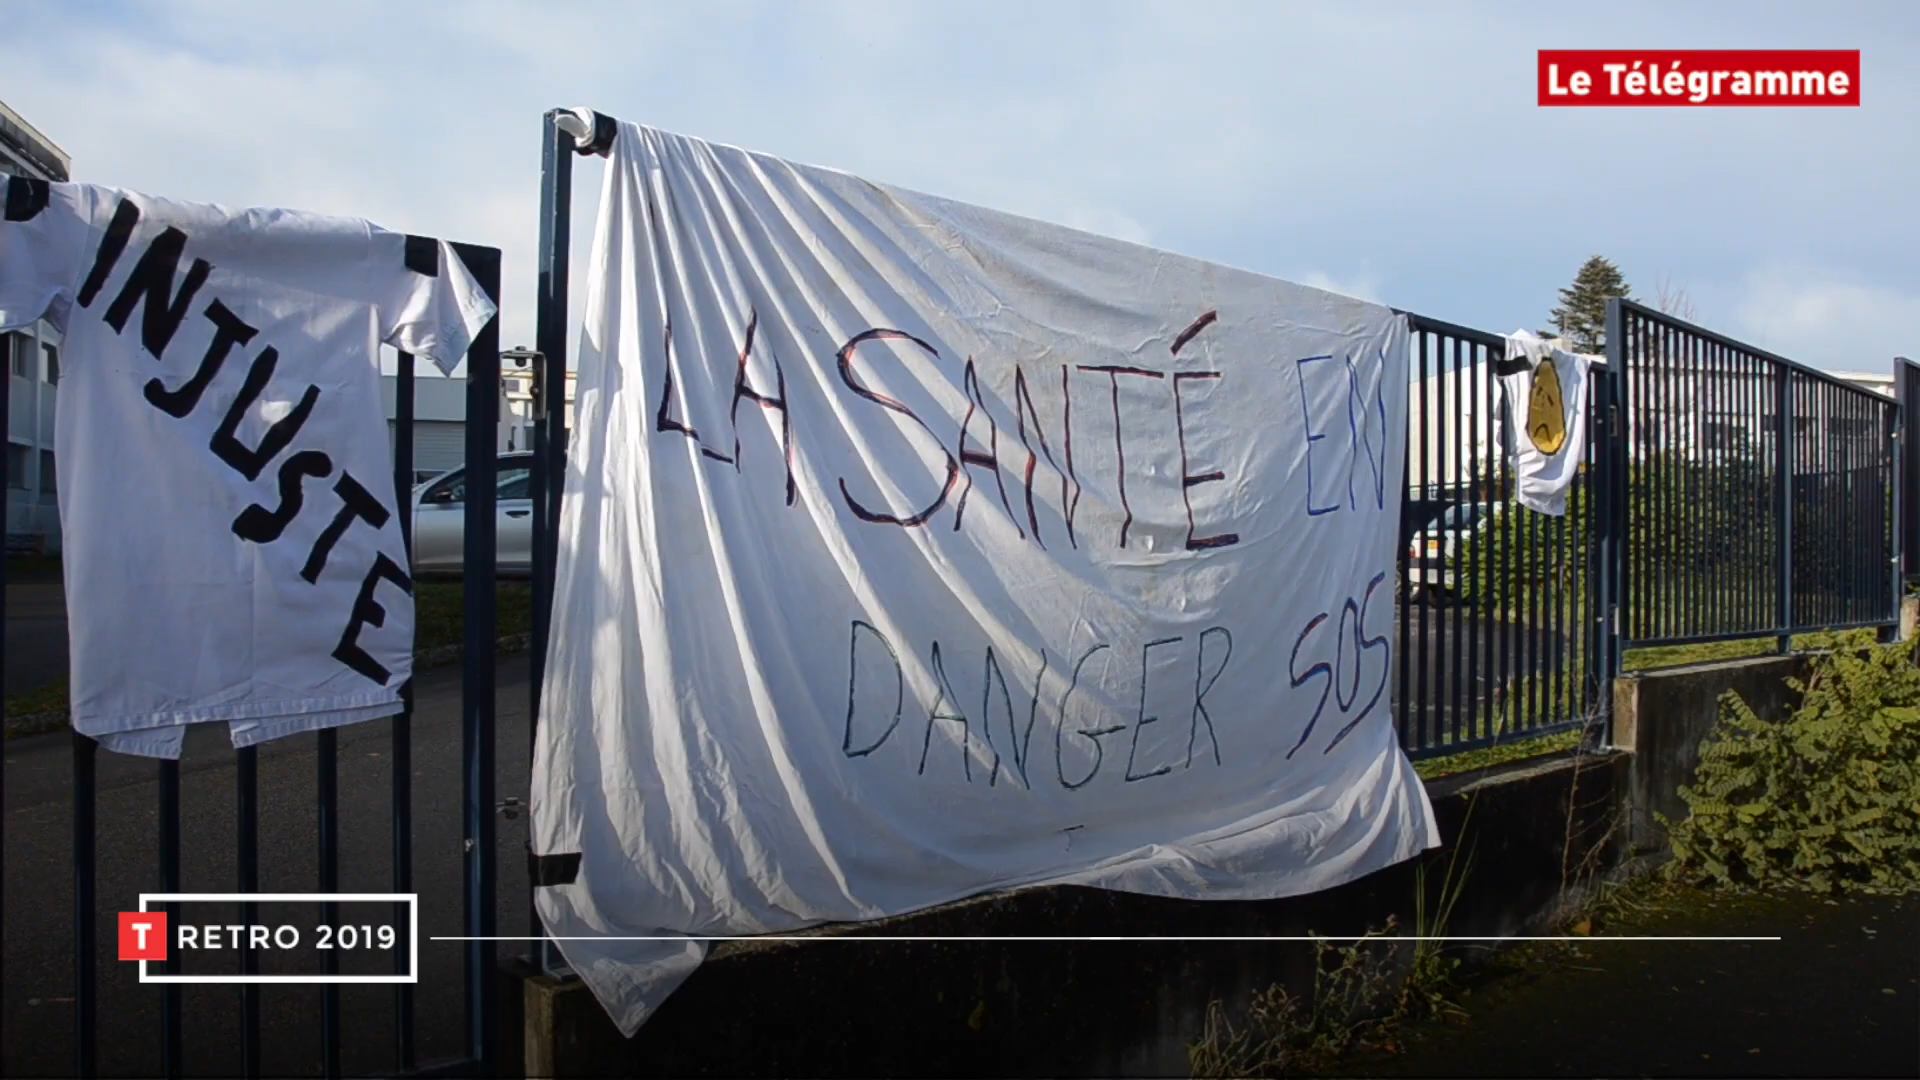 Le Télégramme
INJUSTE
LA SANTÉ EN
DANGER SOS
T RETRO 2019